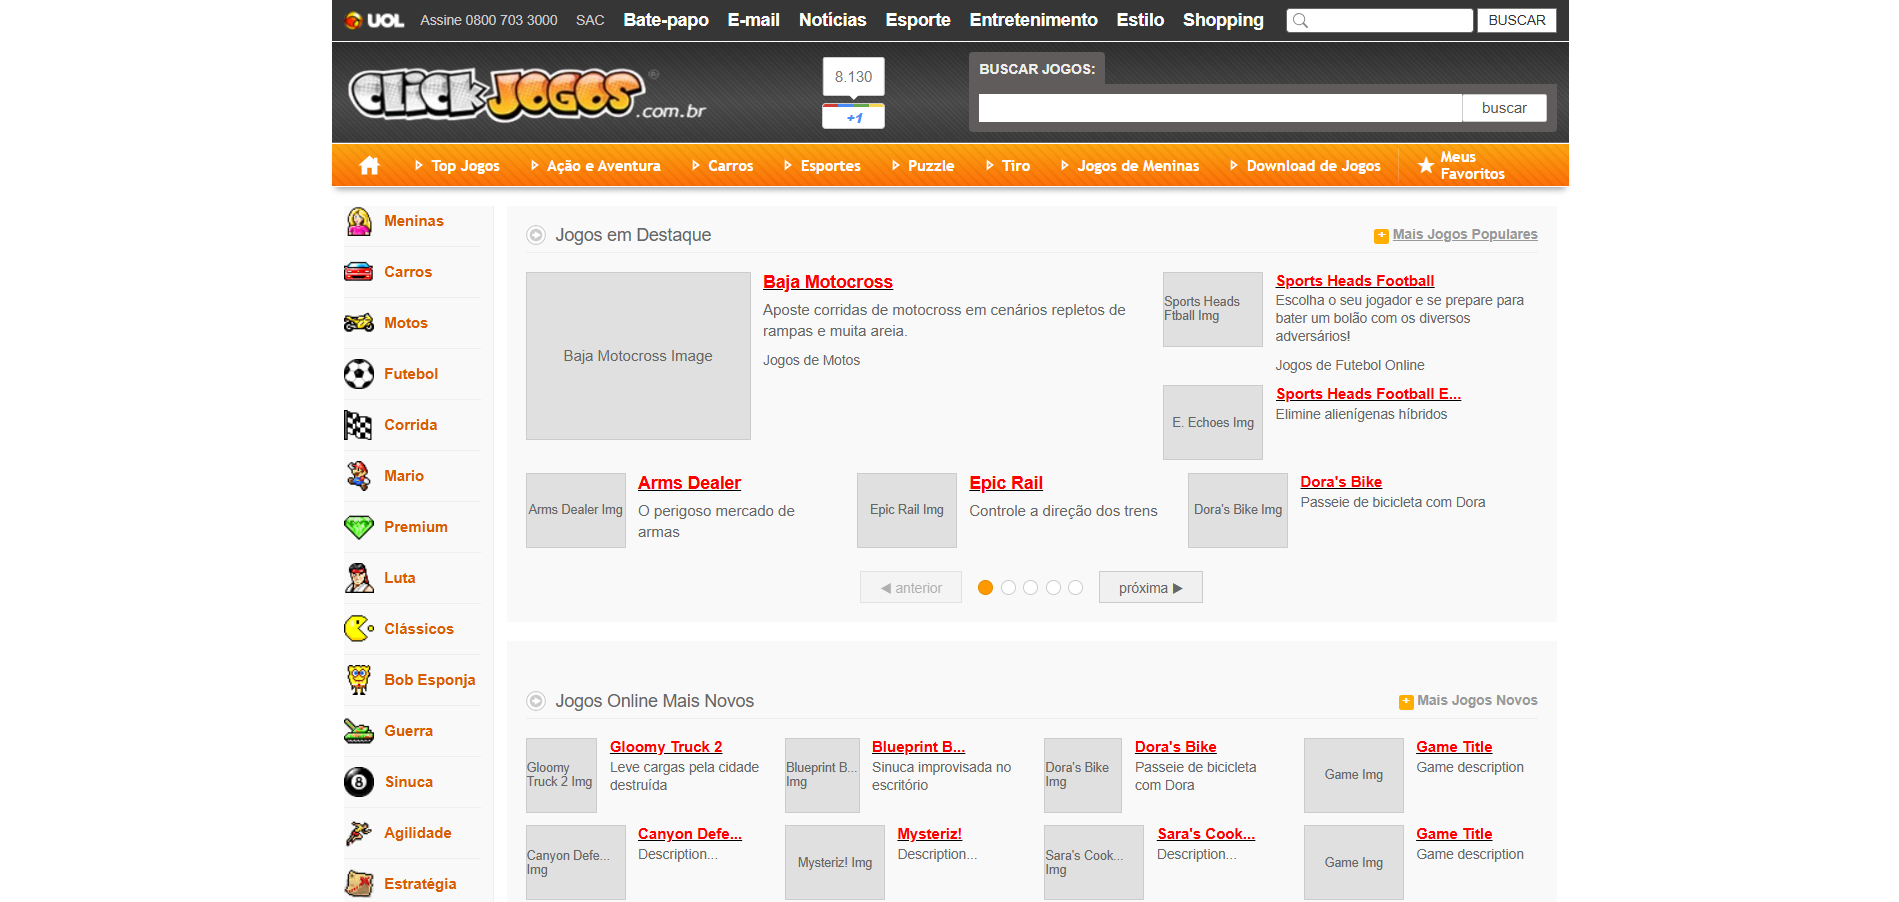 UOL Assine 0800 703 3000 SAC Bate-papo E-mail Notícias Esporte Entretenimento Estilo Shopping BUSCAR
CLICKJOGOS.com.br®
8.130
+1
BUSCAR JOGOS:
buscar
Top Jogos Ação e Aventura Carros Esportes Puzzle Tiro Jogos de Meninas Download de Jogos Meus
Favoritos
Meninas
Carros
Motos
Futebol
Corrida
Mario
Premium
Luta
Clássicos
Bob Esponja
Guerra
Sinuca
Agilidade
Estratégia
Jogos em Destaque
Mais Jogos Populares
Baja Motocross Image
Baja Motocross
Aposte corridas de motocross em cenários repletos de
rampas e muita areia.
Jogos de Motos
Sports Heads
Ftball Img
Sports Heads Football
Escolha o seu jogador e se prepare para
bater um bolão com os diversos
adversários!
Jogos de Futebol Online
E. Echoes Img
Sports Heads Football E...
Elimine alienígenas híbridos
Arms Dealer Img
Arms Dealer
O perigoso mercado de
armas
Epic Rail Img
Epic Rail
Controle a direção dos trens
Dora's Bike Img
Dora's Bike
Passeie de bicicleta com Dora
◀ anterior
próxima ▶
Jogos Online Mais Novos
Mais Jogos Novos
Gloomy
Truck 2 Img
Gloomy Truck 2
Leve cargas pela cidade
destruída
Blueprint B...
Img
Blueprint B...
Sinuca improvisada no
escritório
Dora's Bike
Img
Dora's Bike
Passeie de bicicleta
com Dora
Game Img
Game Title
Game description
Canyon Defe...
Img
Canyon Defe...
Description...
Mysteriz! Img
Mysteriz!
Description...
Sara's Cook...
Img
Sara's Cook...
Description...
Game Img
Game Title
Game description